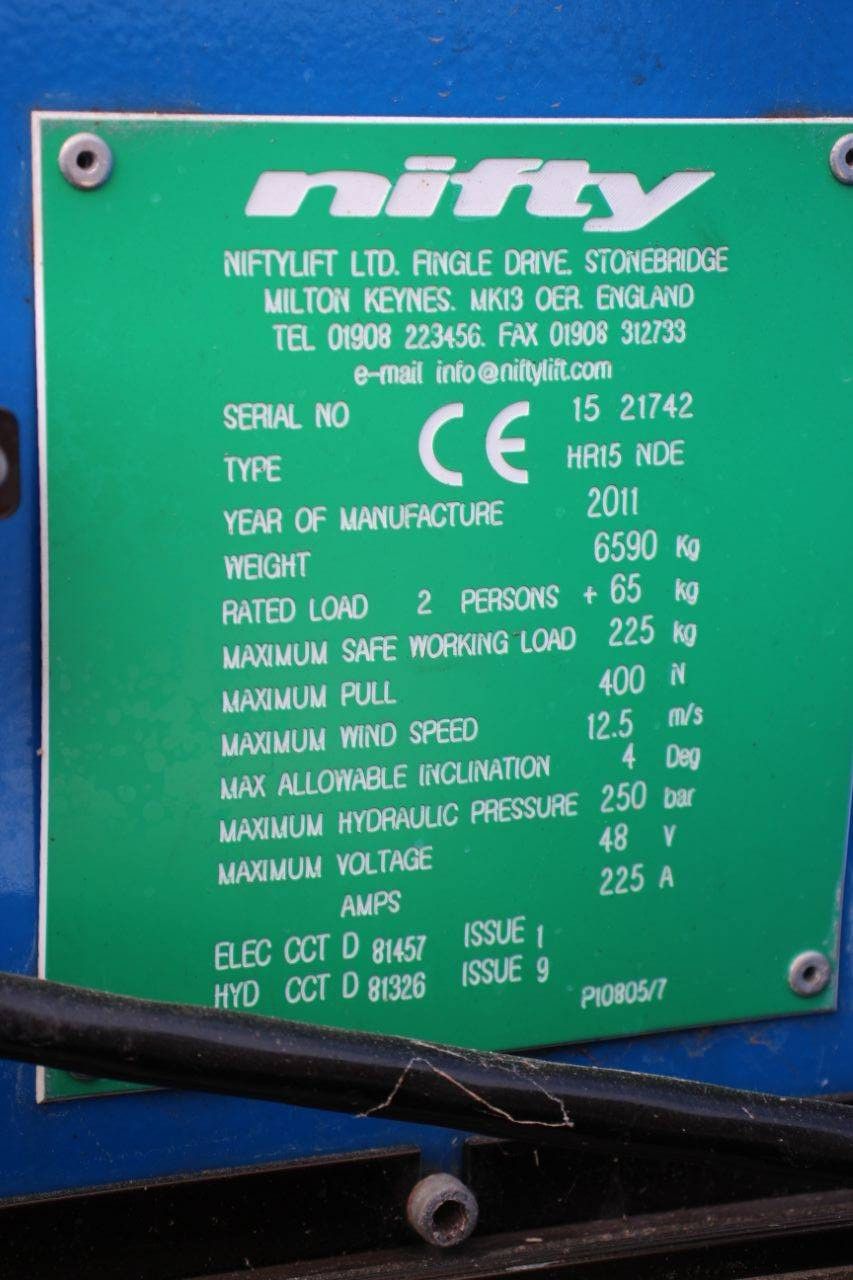 nifty
NIFTYLIFT LTD. FINGLE DRIVE. STONEBRIDGE
MILTON KEYNES. MK13 OER. ENGLAND
TEL 01908 223456. FAX 01908 312733
e-mail info@niftylift.com
SERIAL NO CE 15 21742
TYPE HR15 NDE
YEAR OF MANUFACTURE 2011
WEIGHT 6590 Kg
RATED LOAD 2 PERSONS + 65 kg
MAXIMUM SAFE WORKING LOAD 225 kg
MAXIMUM PULL 400 N
MAXIMUM WIND SPEED 12.5 m/s
MAX ALLOWABLE INCLINATION 4 Deg
MAXIMUM HYDRAULIC PRESSURE 250 bar
MAXIMUM VOLTAGE 48 V
AMPS 225 A
ELEC CCT D 81457 ISSUE 1
HYD CCT D 81326 ISSUE 9
P10805/7